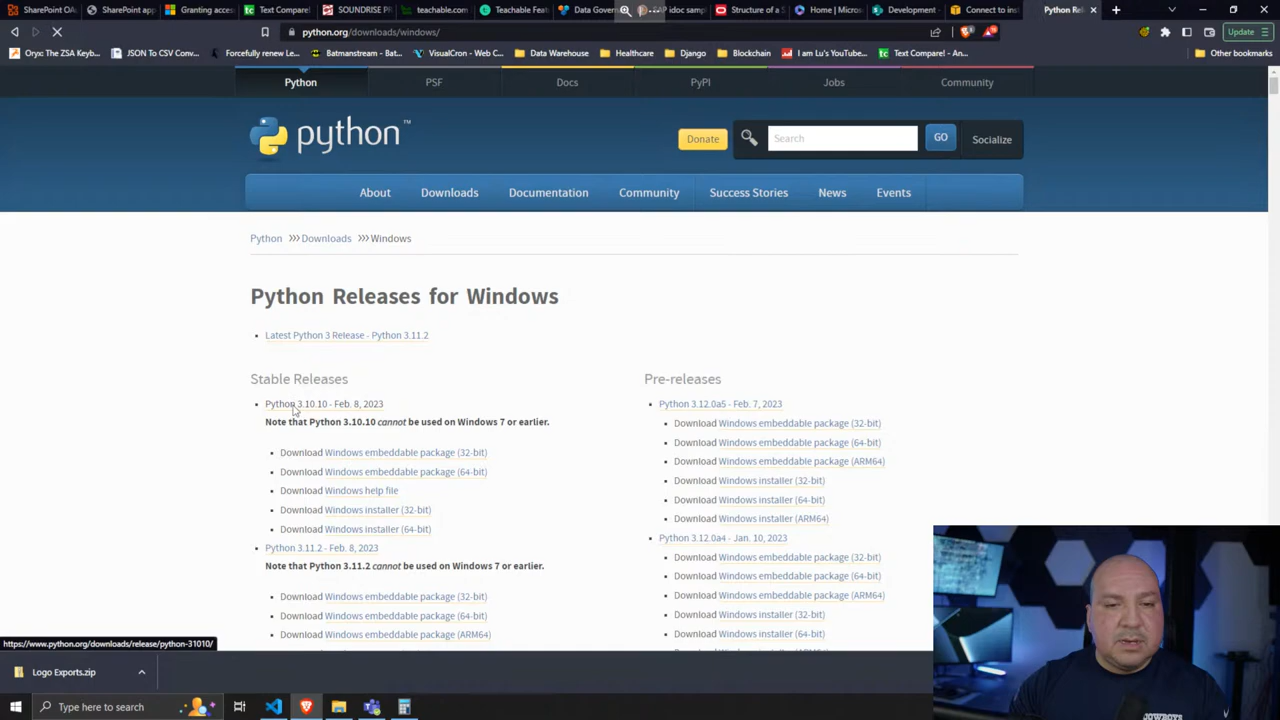 SharePoint OA
SharePoint app
Granting acces
Text Compare!
SOUNDRISE PR
teachable.com
Teachable Feat
Data Govern
AP idoc samp
Structure of a S
Home | Micros
Development -
Connect to inst
Python Rel
python.org/downloads/windows/
Update
Oryx: The ZSA Keyb...
JSON To CSV Conv...
Forcefully renew Le...
Batmanstream - Bat...
VisualCron - Web C...
Data Warehouse
Healthcare
Django
Blockchain
I am Lu's YouTube...
Text Compare! - An...
Other bookmarks
Python
PSF
Docs
PyPI
Jobs
Community
python™
Donate
Search
GO
Socialize
About
Downloads
Documentation
Community
Success Stories
News
Events
Python >>> Downloads >>> Windows
Python Releases for Windows
Latest Python 3 Release - Python 3.11.2
Stable Releases
Python 3.10.10 - Feb. 8, 2023
Note that Python 3.10.10 cannot be used on Windows 7 or earlier.
Download Windows embeddable package (32-bit)
Download Windows embeddable package (64-bit)
Download Windows help file
Download Windows installer (32-bit)
Download Windows installer (64-bit)
Python 3.11.2 - Feb. 8, 2023
Note that Python 3.11.2 cannot be used on Windows 7 or earlier.
Download Windows embeddable package (32-bit)
Download Windows embeddable package (64-bit)
Download Windows embeddable package (ARM64)
Pre-releases
Python 3.12.0a5 - Feb. 7, 2023
Download Windows embeddable package (32-bit)
Download Windows embeddable package (64-bit)
Download Windows embeddable package (ARM64)
Download Windows installer (32-bit)
Download Windows installer (64-bit)
Download Windows installer (ARM64)
Python 3.12.0a4 - Jan. 10, 2023
Download Windows embeddable package (32-bit)
Download Windows embeddable package (64-bit)
Download Windows embeddable package (ARM64)
Download Windows installer (32-bit)
Download Windows installer (64-bit)
https://www.python.org/downloads/release/python-31010/
Logo Exports.zip
Type here to search
COWBOYS